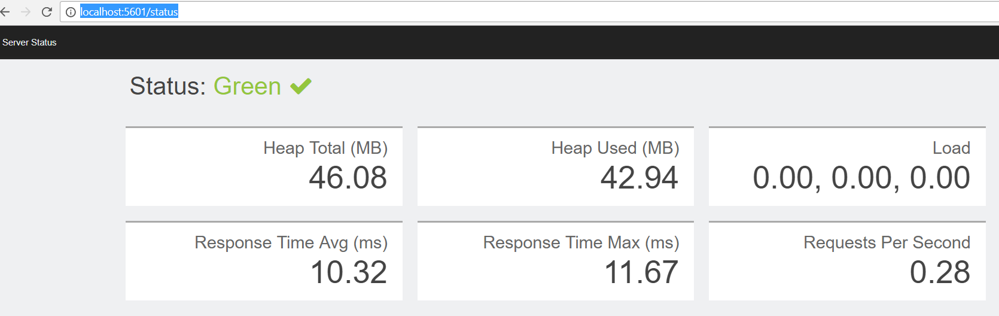 localhost:5601/status
Server Status
Status: Green
Heap Total (MB)
46.08
Heap Used (MB)
42.94
Load
0.00, 0.00, 0.00
Response Time Avg (ms)
10.32
Response Time Max (ms)
11.67
Requests Per Second
0.28